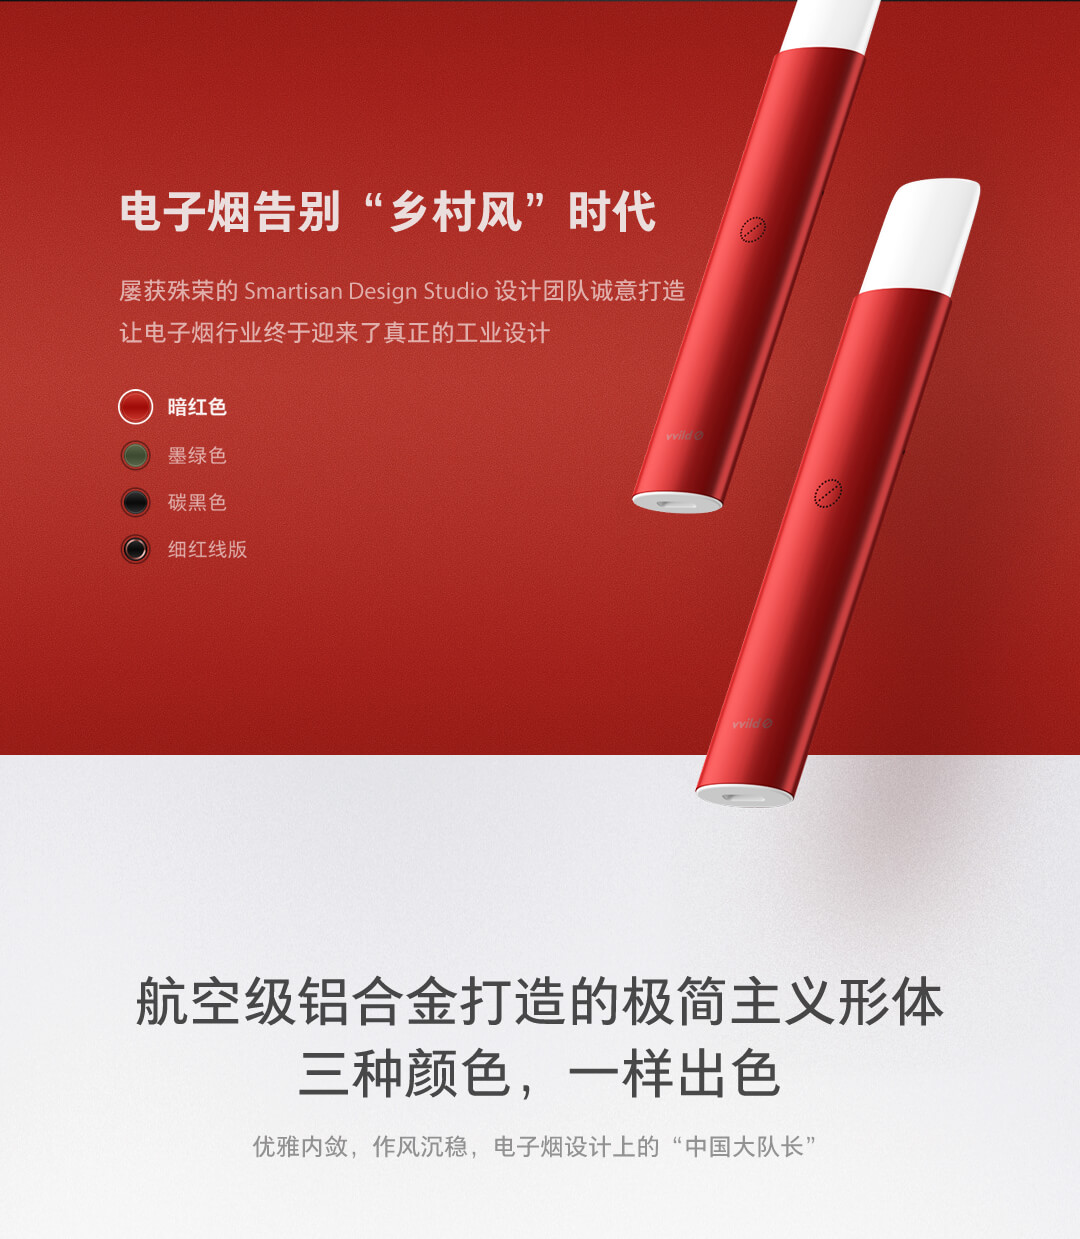 电子烟告别“乡村风”时代
屡获殊荣的 Smartisan Design Studio 设计团队诚意打造
让电子烟行业终于迎来了真正的工业设计
暗红色
墨绿色
碳黑色
细红线版
vvild
vvild
航空级铝合金打造的极简主义形体
三种颜色，一样出色
优雅内敛，作风沉稳，电子烟设计上的“中国大队长”